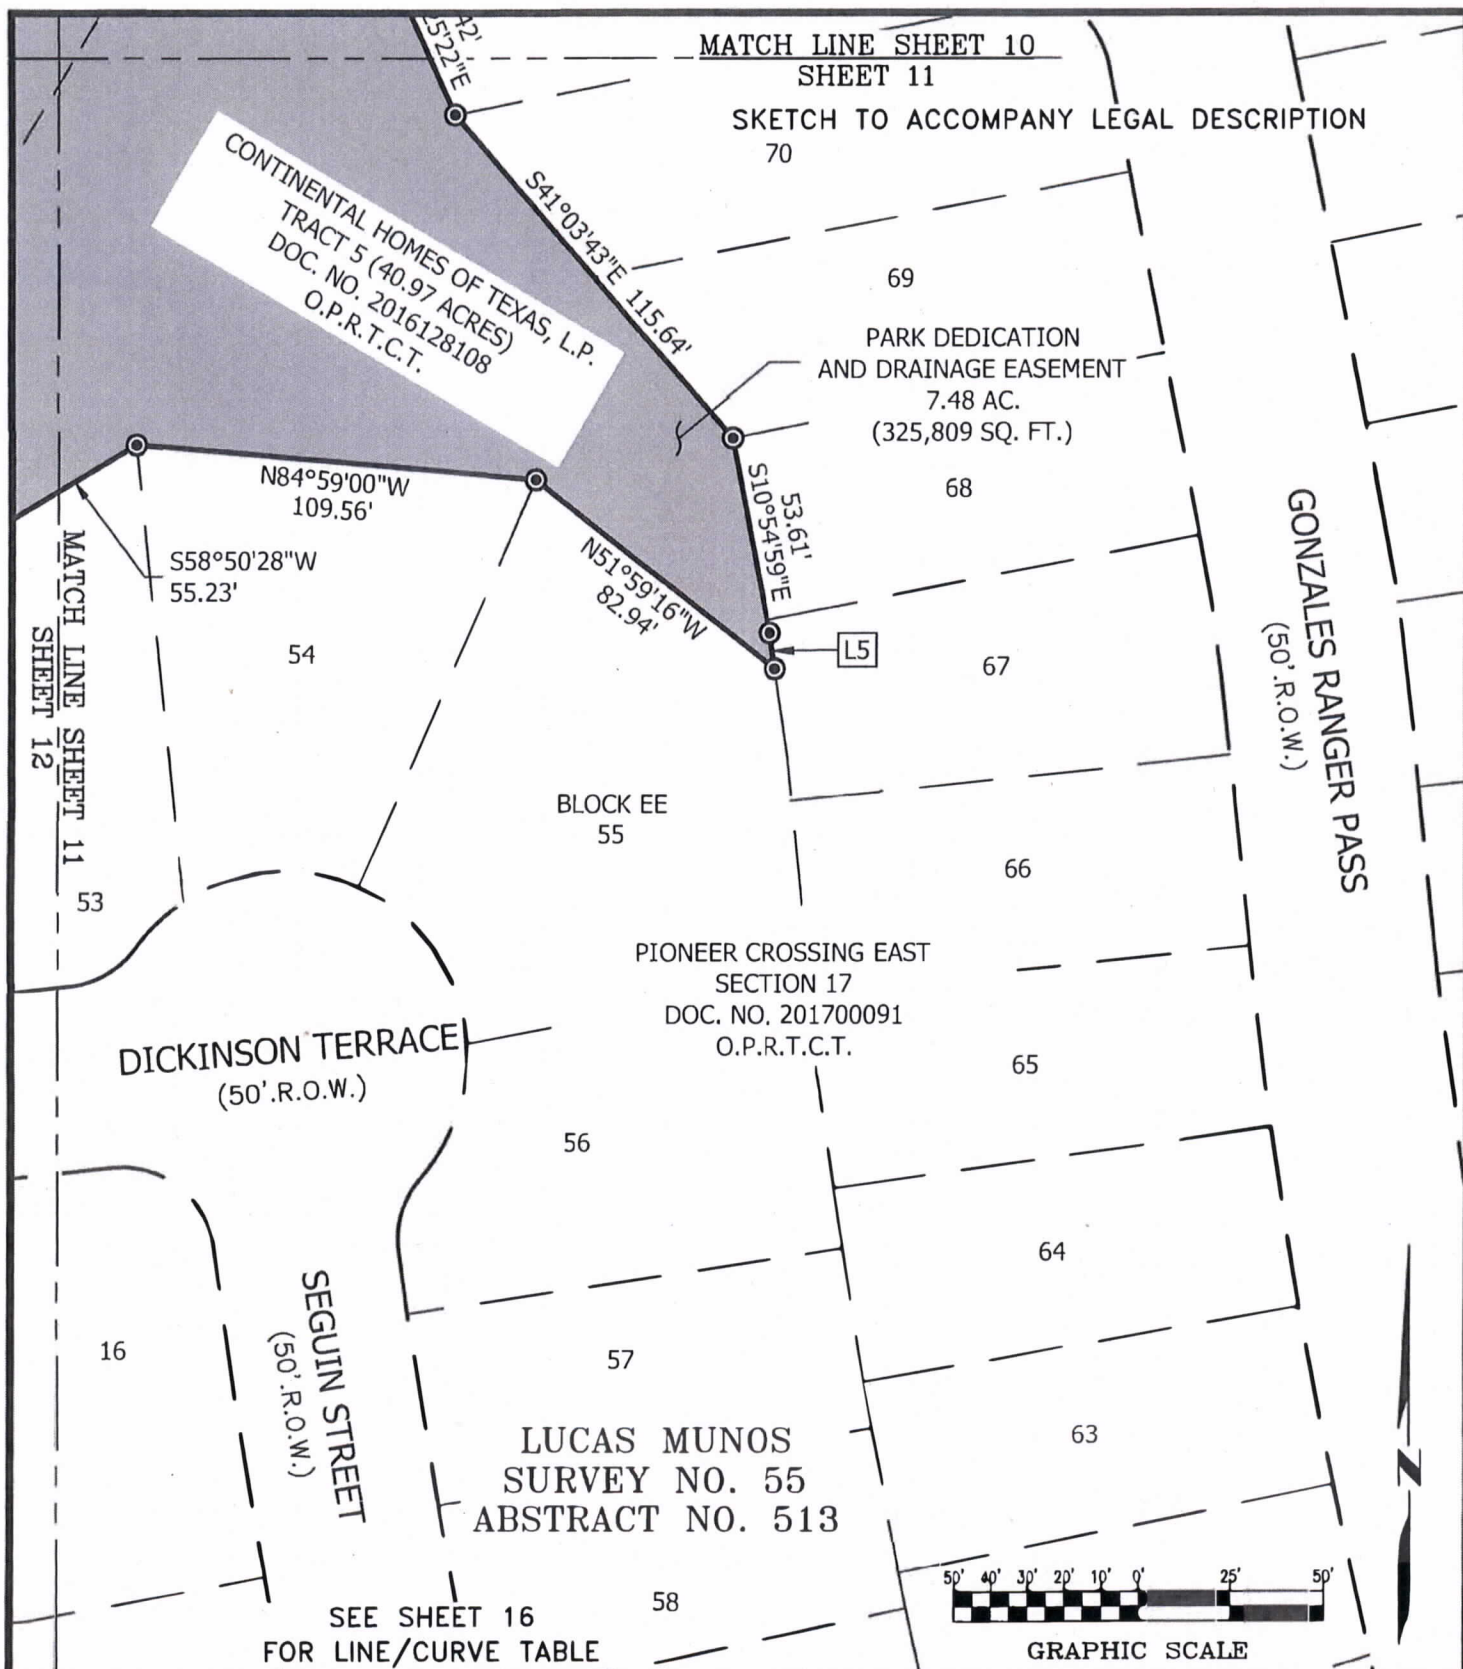 42'
25'22"E
MATCH LINE SHEET 10
SHEET 11
SKETCH TO ACCOMPANY LEGAL DESCRIPTION
70
CONTINENTAL HOMES OF TEXAS, L.P.
TRACT 5 (40.97 ACRES)
DOC. NO. 2016128108
O.P.R.T.C.T.
S41°03'43"E 115.64'
69
PARK DEDICATION
AND DRAINAGE EASEMENT
7.48 AC.
(325,809 SQ. FT.)
68
53.61'
S10°54'59"E
N84°59'00"W
109.56'
N51°59'16"W
82.94'
S58°50'28"W
55.23'
L5
MATCH LINE SHEET 11
SHEET 12
54
67
GONZALES RANGER PASS
(50'.R.O.W.)
BLOCK EE
55
66
53
PIONEER CROSSING EAST
SECTION 17
DOC. NO. 201700091
O.P.R.T.C.T.
DICKINSON TERRACE
(50'.R.O.W.)
65
56
64
SEGUIN STREET
(50'.R.O.W.)
16
57
63
LUCAS MUNOS
SURVEY NO. 55
ABSTRACT NO. 513
N
58
SEE SHEET 16
FOR LINE/CURVE TABLE
50' 40' 30' 20' 10' 0' 25' 50'
GRAPHIC SCALE